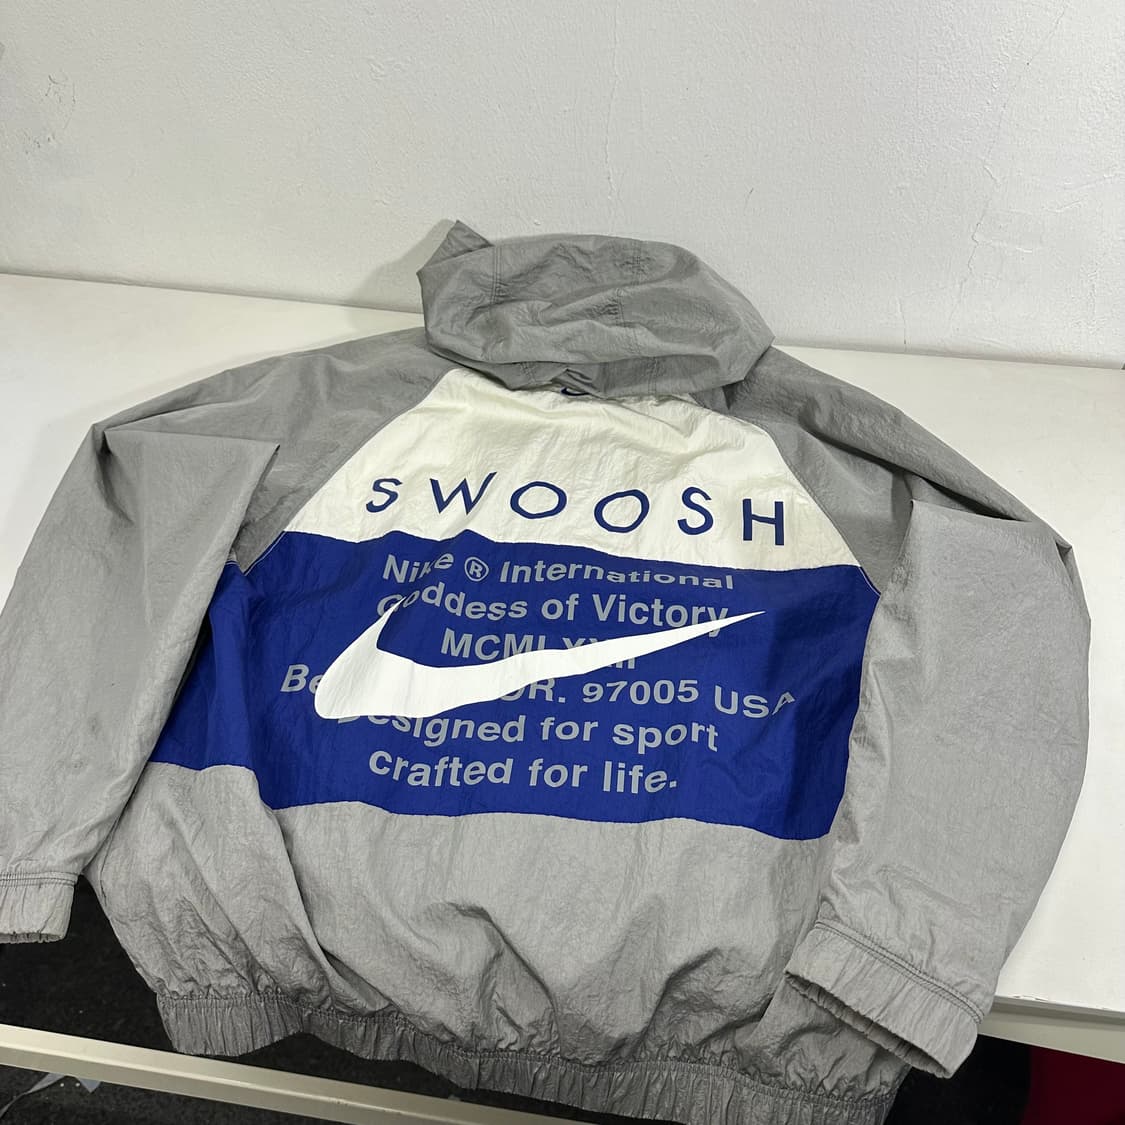 SWOOSH
Nike ® International
Goddess of Victory
OR. 97005 USA
Designed for sport
crafted for life.